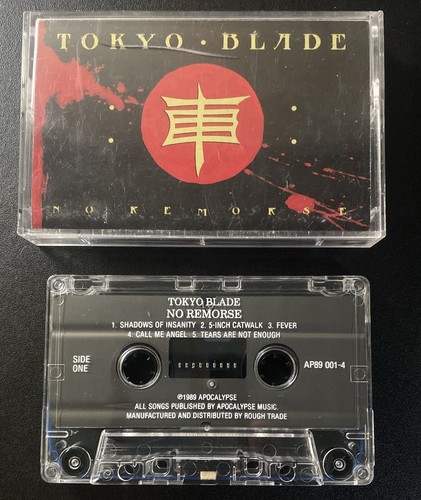 TOKYO · BLADE
車
NO REMORSE
TOKYO BLADE
NO REMORSE
1. SHADOWS OF INSANITY 2. 5-INCH CATWALK 3. FEVER
4. CALL ME ANGEL 5. TEARS ARE NOT ENOUGH
SIDE
ONE
AP89 001-4
℗1989 APOCALYPSE
ALL SONGS PUBLISHED BY APOCALYPSE MUSIC.
MANUFACTURED AND DISTRIBUTED BY ROUGH TRADE